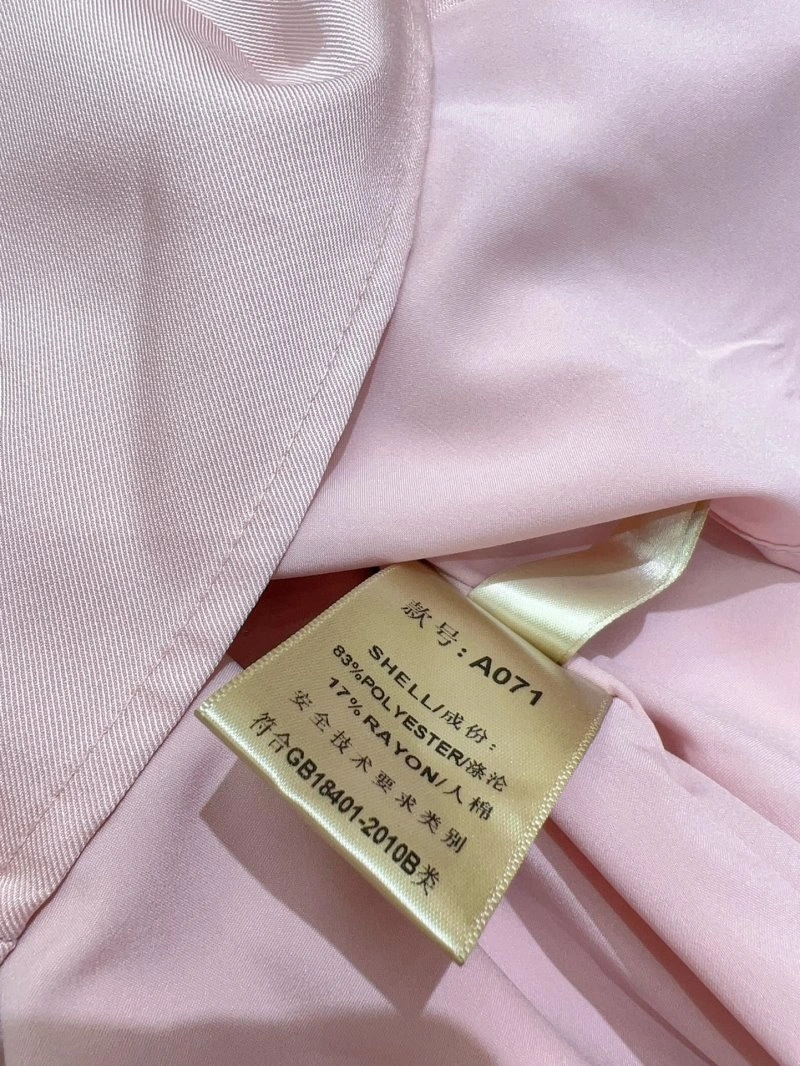 款号:A071
SHELL/成份:
83%POLYESTER/涤沦
17%RAYON/人棉
安全技术要求类别
符合GB18401-2010B类